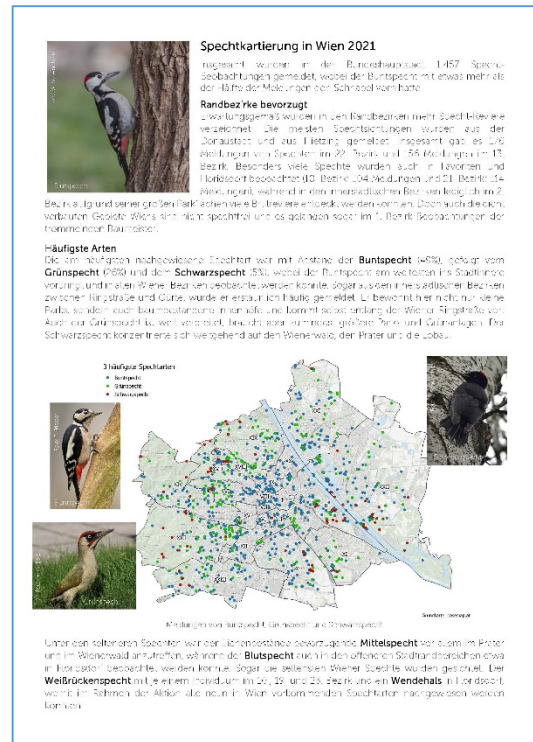 Spechtkartierung in Wien 2021
Insgesamt wurden in der Bundeshauptstadt 1.457 Specht-
Beobachtungen gemeldet, wobei der Buntspecht mit etwas mehr als
der Hälfte der Meldungen den Schnabel vorn hatte.
Randbezirke bevorzugt
Erwartungsgemäß wurden in den Randbezirken mehr Specht-Reviere
verzeichnet. Die meisten Spechtsichtungen wurden aus der
Donaustadt und aus Hietzing gemeldet. Insgesamt gab es
Meldungen von Spechten im 22. Bezirk und 156 Meldungen im 13.
Bezirk. Besonders viele Spechte wurden auch in Favoriten und
Floridsdorf beobachtet (10. Bezirk 104 Meldungen und 21. Bezirk 114
Meldungen), während in den innerstädtischen Bezirken lediglich im 2.
Bezirk aufgrund seiner großen Parkflächen viele Brutreviere entdeckt werden konnten. Doch auch die dicht
verbauten Gebiete Wiens sind nicht spechtfrei und es gelangen sogar im 1. Bezirk Beobachtungen der
trommelnden Baumeister.
Häufigste Arten
Die am häufigsten nachgewiesene Spechtart war mit Abstand der Buntspecht gefolgt vom
Grünspecht (26%) und dem Schwarzspecht (5%), wobei der Buntspecht am weitesten ins Stadtinnere
vordringt und in allen Wiener Bezirken beobachtet werden konnte. Sogar aus den innerstädtischen Bezirken
zwischen Ringstraße und Gürtel wurde er erstaunlich häufig gemeldet. Er bewohnt hier nicht nur kleine
Parks, sondern auch baumbestandene Innenhöfe und kommt selbst entlang der Wiener Ringstraße vor.
Auch der Grünspecht ist weit verbreitet, braucht aber zumindest größere Parks und Grünanlagen. Der
Schwarzspecht konzentrierte sich weitgehend auf den Wienerwald, den Prater und die Lobau.
3 häufigste Spechtarten
Buntspecht
Grünspecht
Schwarzspecht
Buntspecht
Grünspecht
Meldungen von Buntspecht, Grünspecht und Schwarzspecht
Unter den selteneren Spechten war der Eichenbestände bevorzugende Mittelspecht vor allem im Prater
und im Wienerwald anzutreffen, während der Blutspecht auch in den offeneren Stadtrandbereichen etwa
in Floridsdorf beobachtet werden konnte. Sogar die seltensten Wiener Spechte wurden gesichtet. Der
Weißrückenspecht mit je einem Individuum im 16., 19. und 23. Bezirk und ein Wendehals in Floridsdorf,
womit im Rahmen der Aktion alle neun in Wien vorkommenden Spechtarten nachgewiesen werden
konnten.